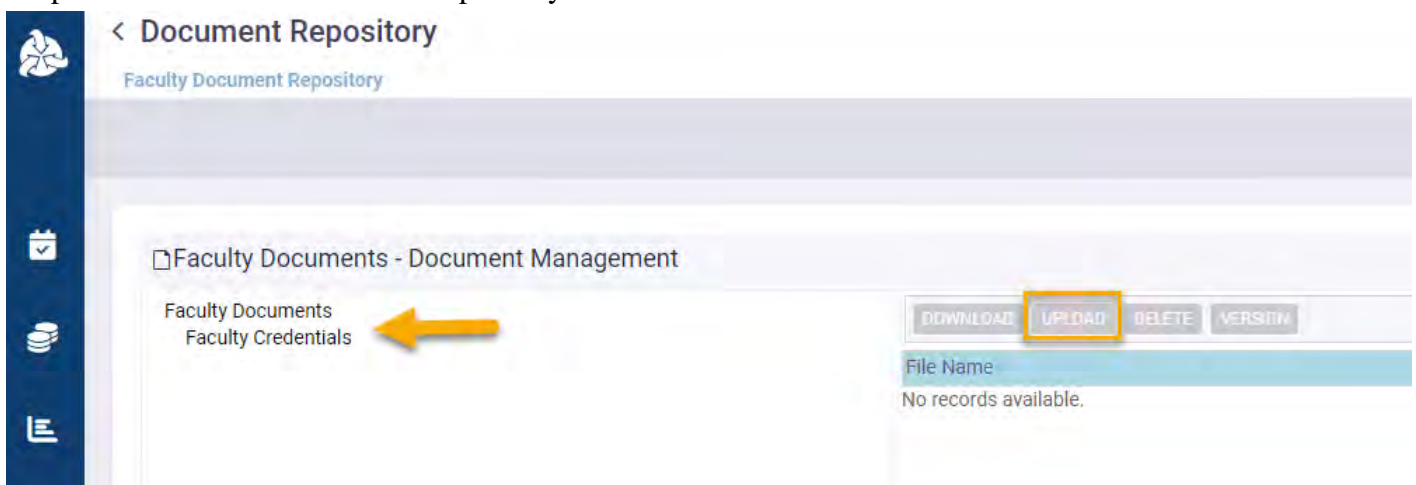 < Document Repository
Faculty Document Repository
Faculty Documents - Document Management
Faculty Documents
Faculty Credentials
DOWNLOAD UPLOAD DELETE VERSION
File Name
No records available.